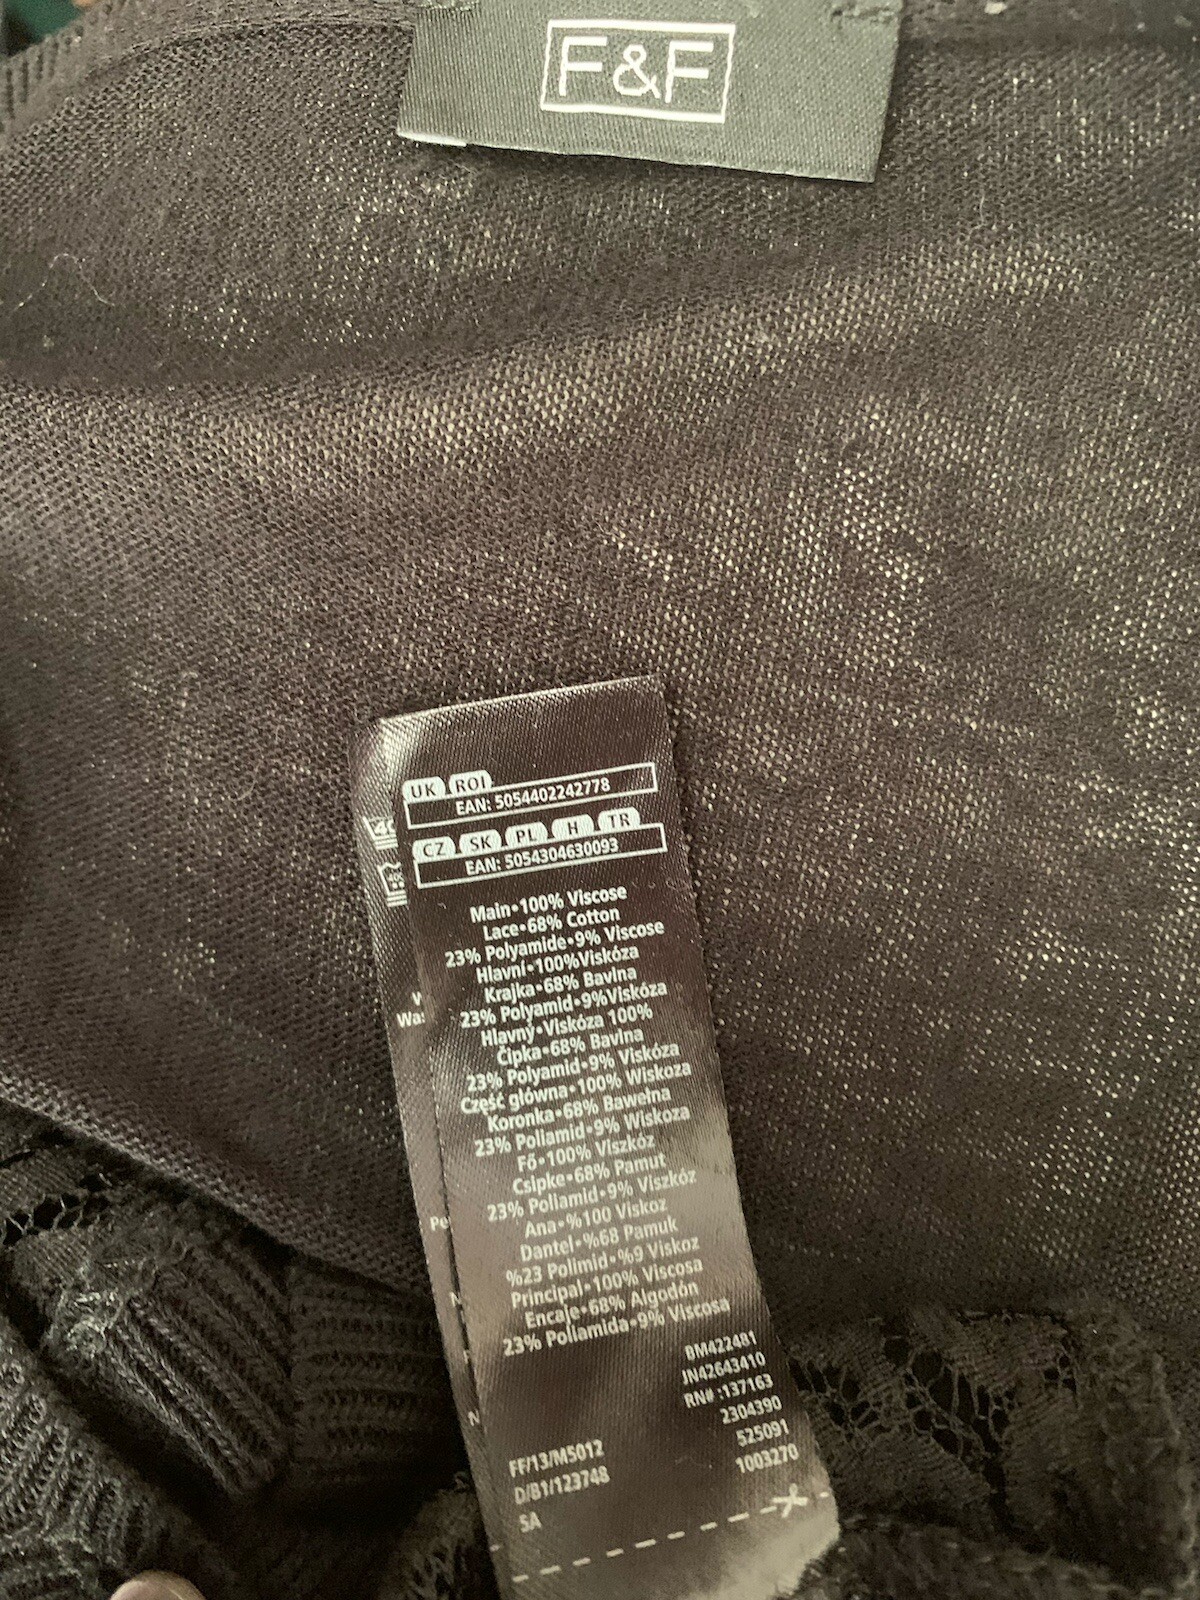 F&F
UK ROI
EAN: 5054402242778
CZ SK PL H TR
EAN: 5054304630093
Main•100% Viscose
Lace•68% Cotton
23% Polyamide•9% Viscose
Hlavní•100%Viskóza
Krajka•68% Bavlna
23% Polyamid•9%Viskóza
Hlavný•Viskóza 100%
Čipka•68% Bavlna
23% Polyamid•9% Viskóza
Część główna•100% Wiskoza
Koronka•68% Bawełna
23% Poliamid•9% Wiskoza
Fő•100% Viszkóz
Csipke•68% Pamut
23% Poliamid•9% Viszkóz
Ana•%100 Viskoz
Dantel•%68 Pamuk
%23 Polimid•%9 Viskoz
Principal•100% Viscosa
Encaje•68% Algodón
23% Poliamida•9% Viscosa
BM422481
JN42643410
RN# :137163
2304390
525091
1003270
FF/13/M5012
D/B1/123748
SA